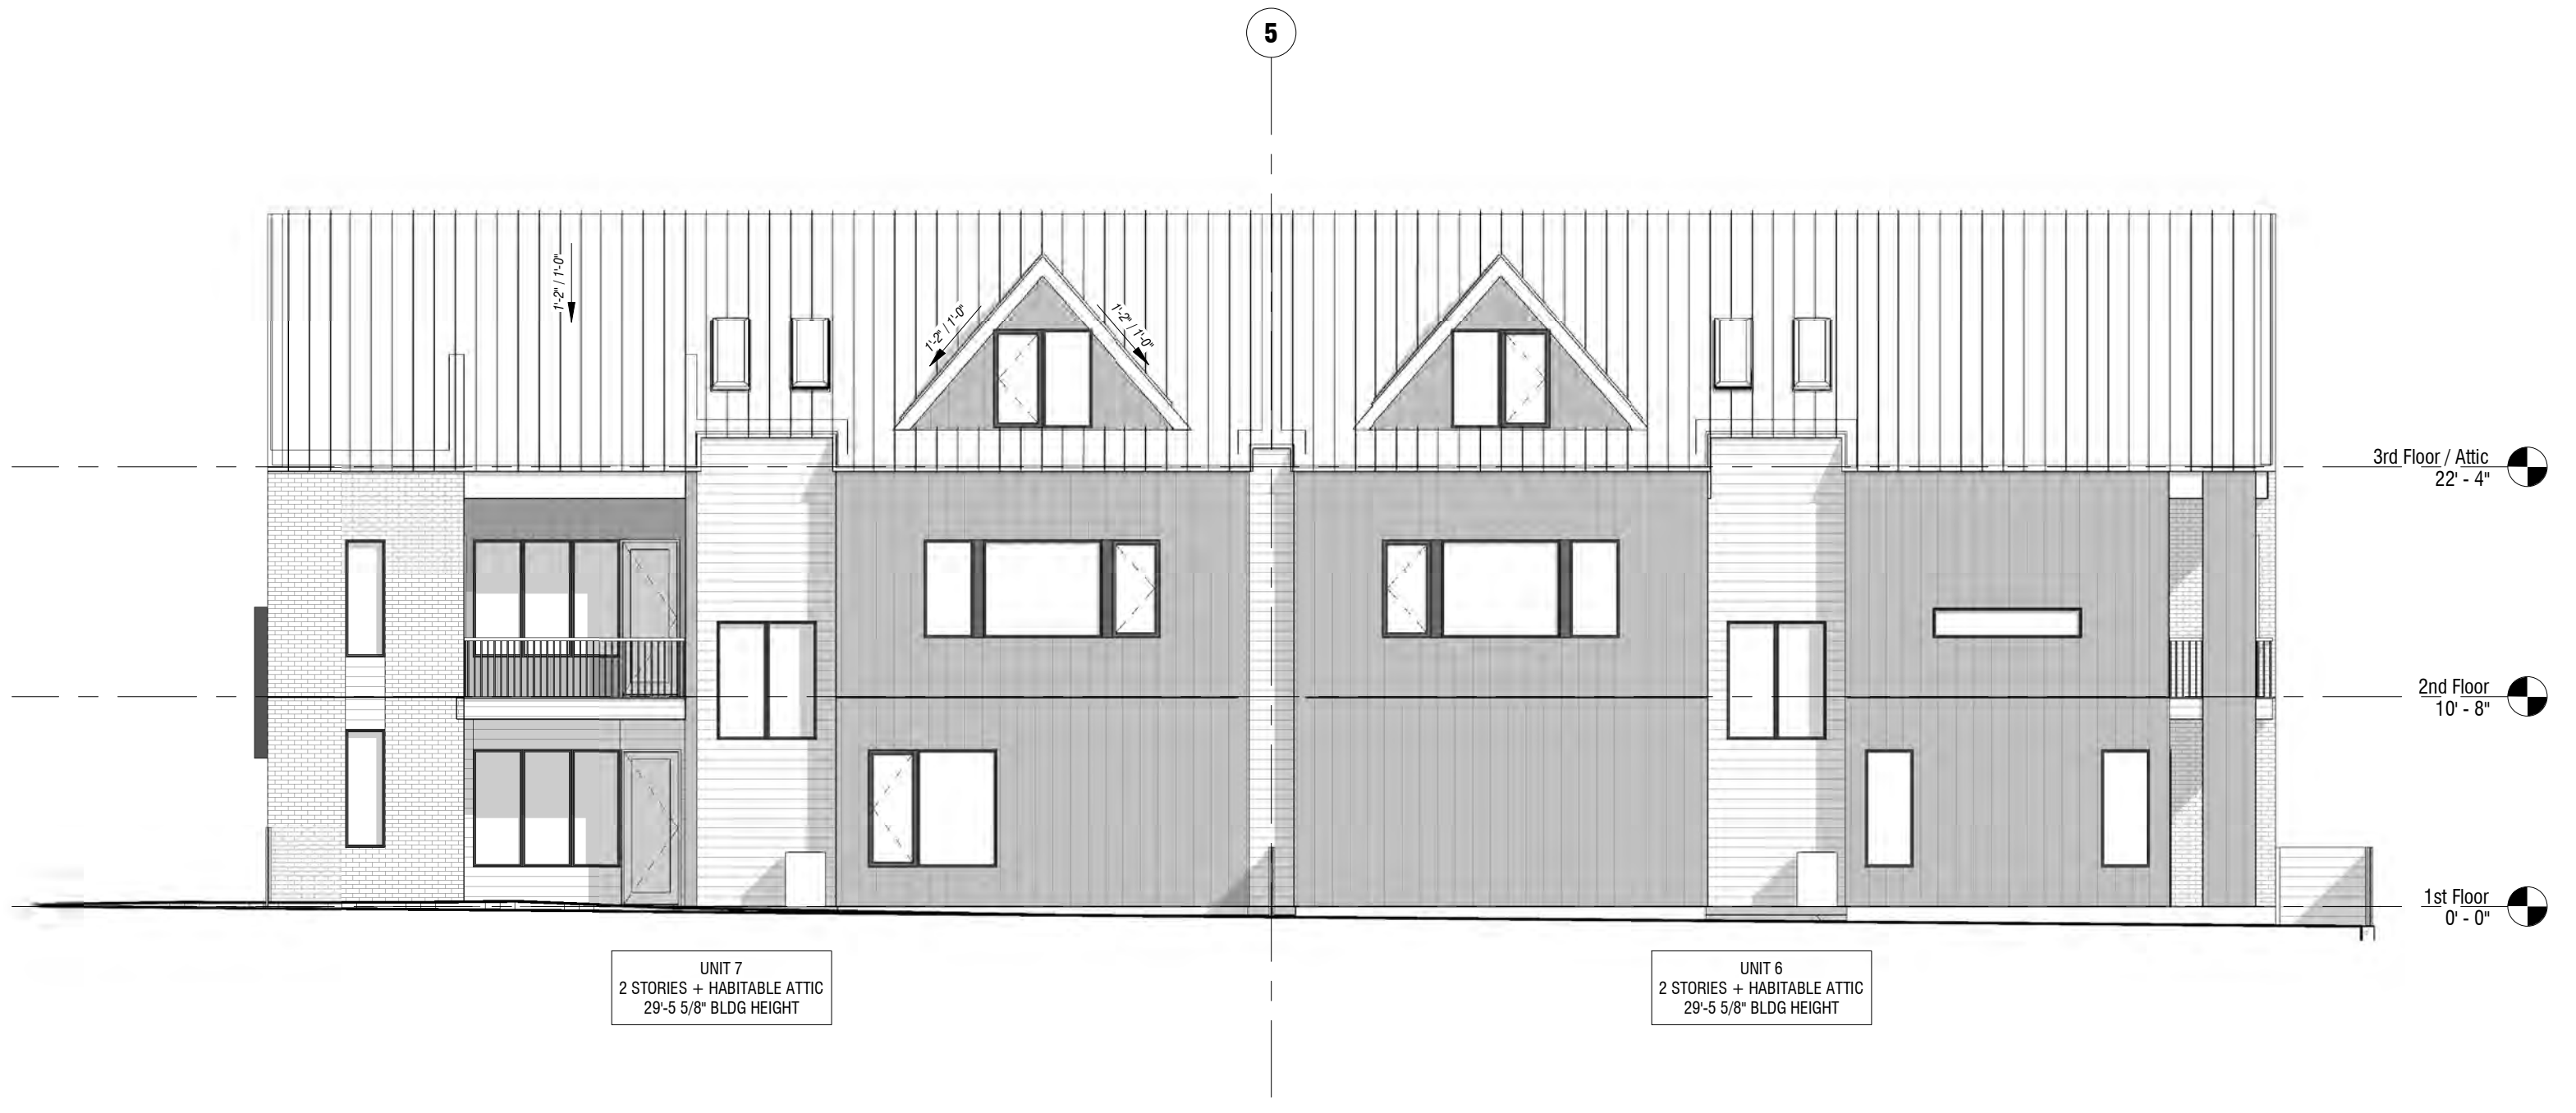 5
1'-2" / 1'-0"
1'-2" / 1'-0"
1'-2" / 1'-0"
3rd Floor / Attic
22' - 4"
2nd Floor
10' - 8"
1st Floor
0' - 0"
UNIT 7
2 STORIES + HABITABLE ATTIC
29'-5 5/8" BLDG HEIGHT
UNIT 6
2 STORIES + HABITABLE ATTIC
29'-5 5/8" BLDG HEIGHT